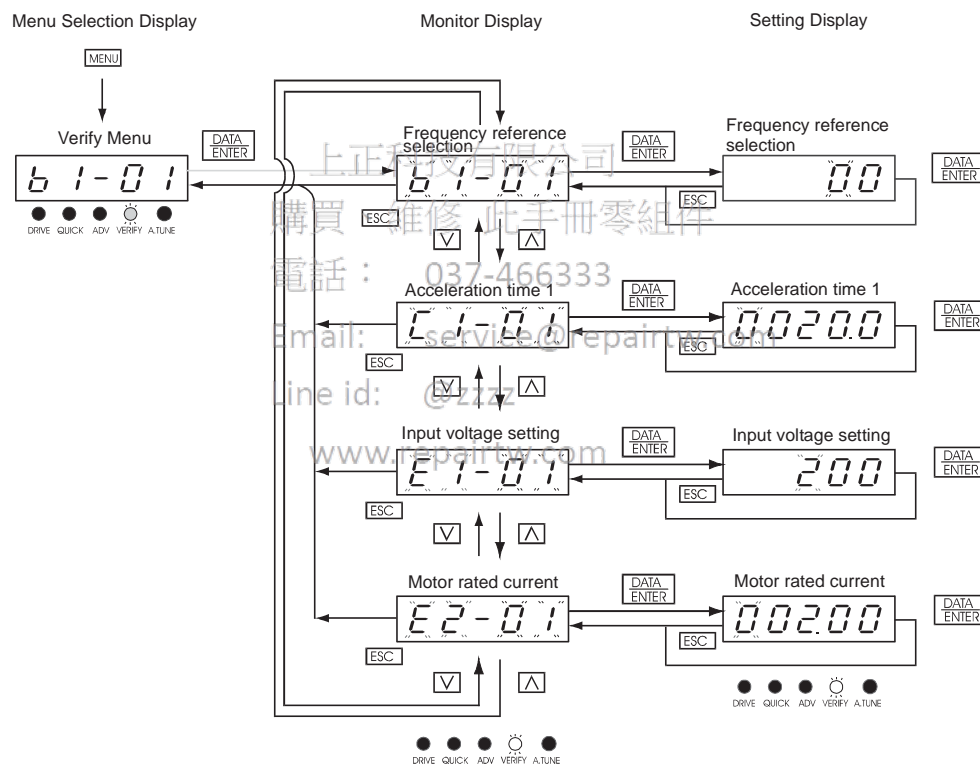 Menu Selection Display
Monitor Display
Setting Display
MENU
Verify Menu
DATA
ENTER
b1-01
DRIVE QUICK ADV VERIFY A.TUNE
Frequency reference
selection
b1-01
DATA
ENTER
Frequency reference
selection
00
DATA
ENTER
ESC
ESC
上正科技有限公司
購買 維修 此手冊零組件
電話： 037-466333
Acceleration time 1
C1-01
DATA
ENTER
Acceleration time 1
0020.0
DATA
ENTER
ESC
ESC
Email: service@repairtw.com
Line id: @zzzz
Input voltage setting
E1-01
DATA
ENTER
Input voltage setting
200
DATA
ENTER
ESC
ESC
www.repairtw.com
Motor rated current
E2-01
DATA
ENTER
Motor rated current
002.00
DATA
ENTER
ESC
ESC
DRIVE QUICK ADV VERIFY A.TUNE
DRIVE QUICK ADV VERIFY A.TUNE